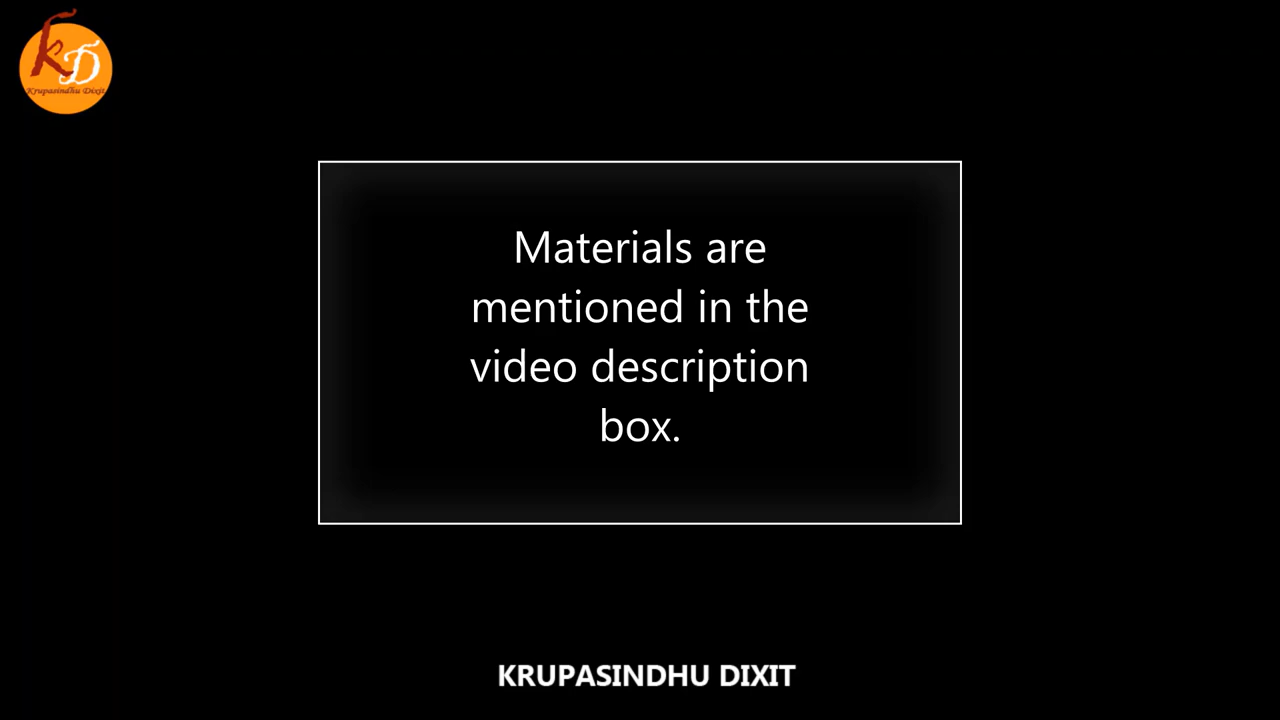 KD
Krupasindhu Dixit
Materials are
mentioned in the
video description
box.
KRUPASINDHU DIXIT